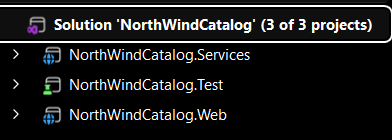 Solution 'NorthWindCatalog' (3 of 3 projects)
NorthWindCatalog.Services
NorthWindCatalog.Test
NorthWindCatalog.Web